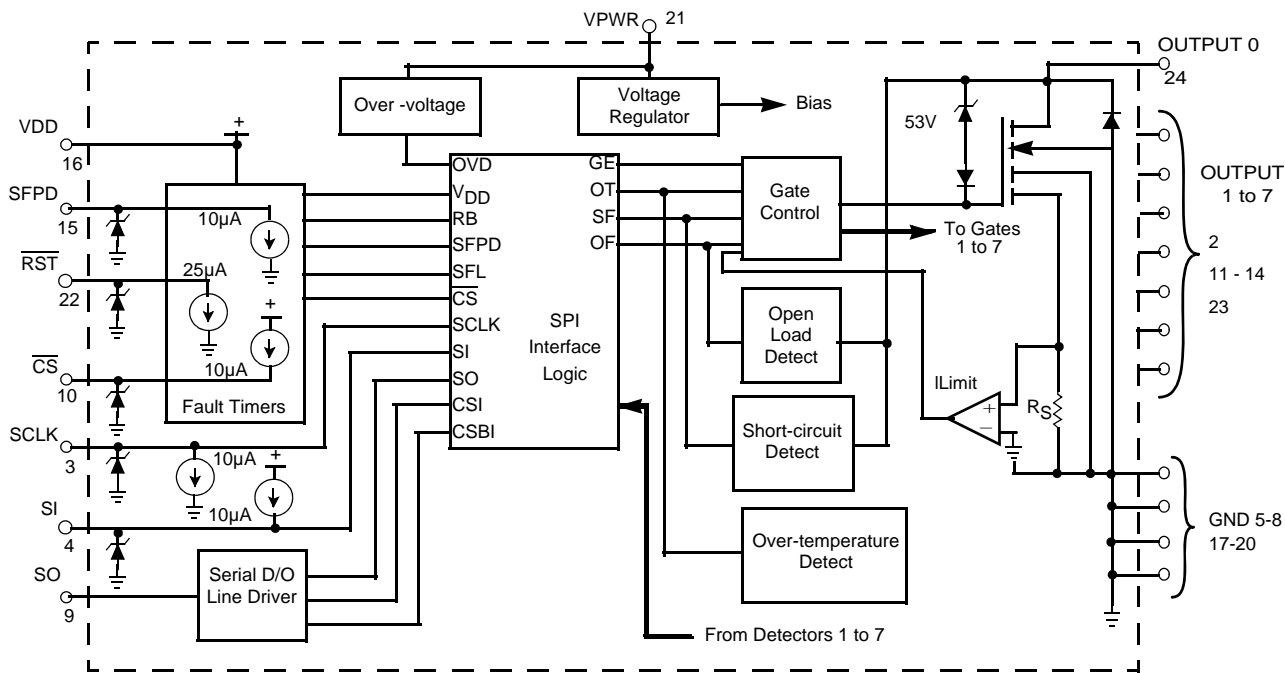 VPWR 21
OUTPUT 0
24
Over -voltage
Voltage
Regulator
Bias
53V
VDD
+
16
OVD
GE
OT
SF
OF
Gate
Control
To Gates
1 to 7
OUTPUT
1 to 7
2
11 - 14
23
SFPD
15
10µA
VDD
RB
SFPD
SFL
CS
SCLK
SI
SO
CSI
CSBI
SPI
Interface
Logic
RST
22
25µA
+
10µA
Fault Timers
CS
10
Open
Load
Detect
ILimit
+
−
RS
SCLK
3
10µA
+
10µA
Short-circuit
Detect
SI
4
Over-temperature
Detect
GND 5-8
17-20
SO
9
Serial D/O
Line Driver
From Detectors 1 to 7